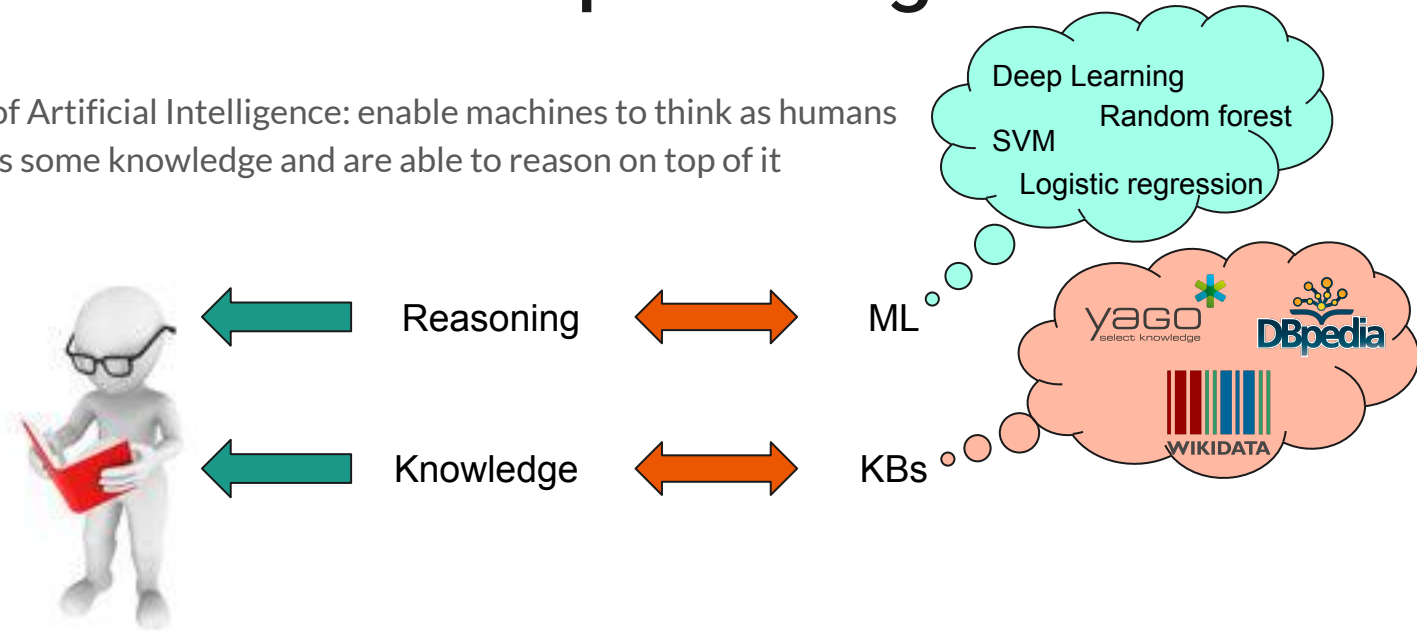 of Artificial Intelligence: enable machines to think as humans
s some knowledge and are able to reason on top of it
Deep Learning
Random forest
SVM
Logistic regression
Reasoning
ML
yago
select knowledge
DBpedia
WIKIDATA
Knowledge
KBs